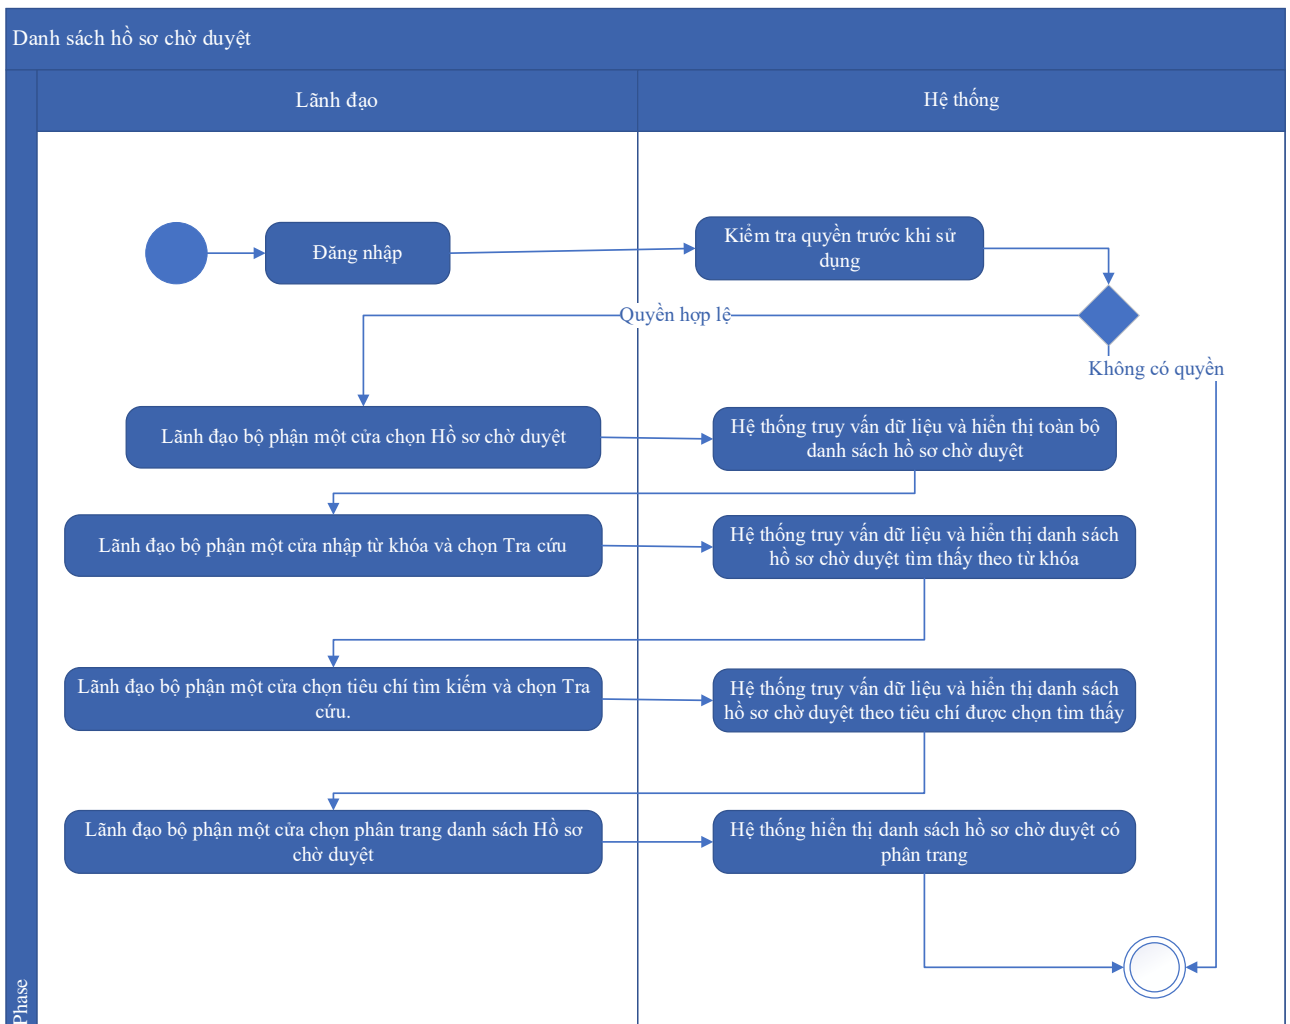 Danh sách hồ sơ chờ duyệt
Lãnh đạo
Hệ thống
Đăng nhập
Kiểm tra quyền trước khi sử
dụng
Quyền hợp lệ
Không có quyền
Lãnh đạo bộ phận một cửa chọn Hồ sơ chờ duyệt
Hệ thống truy vấn dữ liệu và hiển thị toàn bộ
danh sách hồ sơ chờ duyệt
Lãnh đạo bộ phận một cửa nhập từ khóa và chọn Tra cứu
Hệ thống truy vấn dữ liệu và hiển thị danh sách
hồ sơ chờ duyệt tìm thấy theo từ khóa
Lãnh đạo bộ phận một cửa chọn tiêu chí tìm kiếm và chọn Tra
cứu.
Hệ thống truy vấn dữ liệu và hiển thị danh sách
hồ sơ chờ duyệt theo tiêu chí được chọn tìm thấy
Lãnh đạo bộ phận một cửa chọn phân trang danh sách Hồ sơ
chờ duyệt
Hệ thống hiển thị danh sách hồ sơ chờ duyệt có
phân trang
Phase